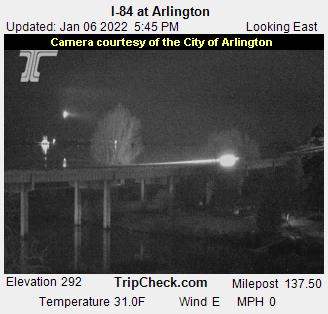 I-84 at Arlington
Updated: Jan 06 2022 5:45 PM Looking East
Camera courtesy of the City of Arlington
Elevation 292 TripCheck.com Milepost 137.50
Temperature 31.0F Wind E MPH 0